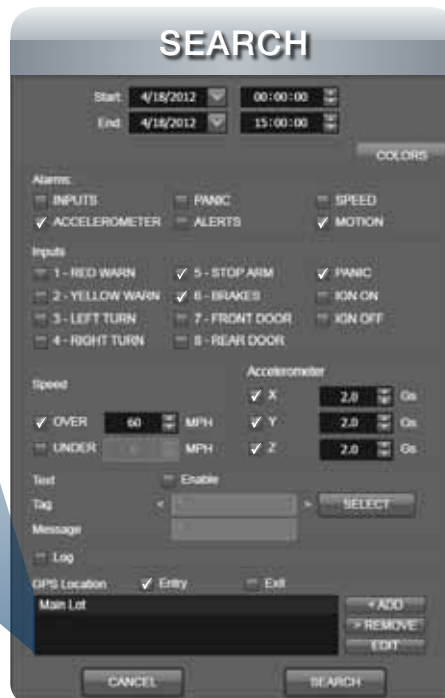 SEARCH
Start 4/18/2012 00:00:00
End 4/18/2012 15:00:00
COLORS
Alarms:
INPUTS PANIC SPEED
ACCELEROMETER ALERTS MOTION
Inputs
1 - RED WARN 5 - STOP ARM PANIC
2 - YELLOW WARN 6 - BRAKES IGN ON
3 - LEFT TURN 7 - FRONT DOOR IGN OFF
4 - RIGHT TURN 8 - REAR DOOR
Speed Accelerometer
X 2.0 Gs
OVER 60 MPH Y 2.0 Gs
UNDER MPH Z 2.0 Gs
Text Enable
Tag < > SELECT
Message
Log
GPS Location Entry Exit
Main Lot
< ADD
> REMOVE
EDIT
CANCEL SEARCH